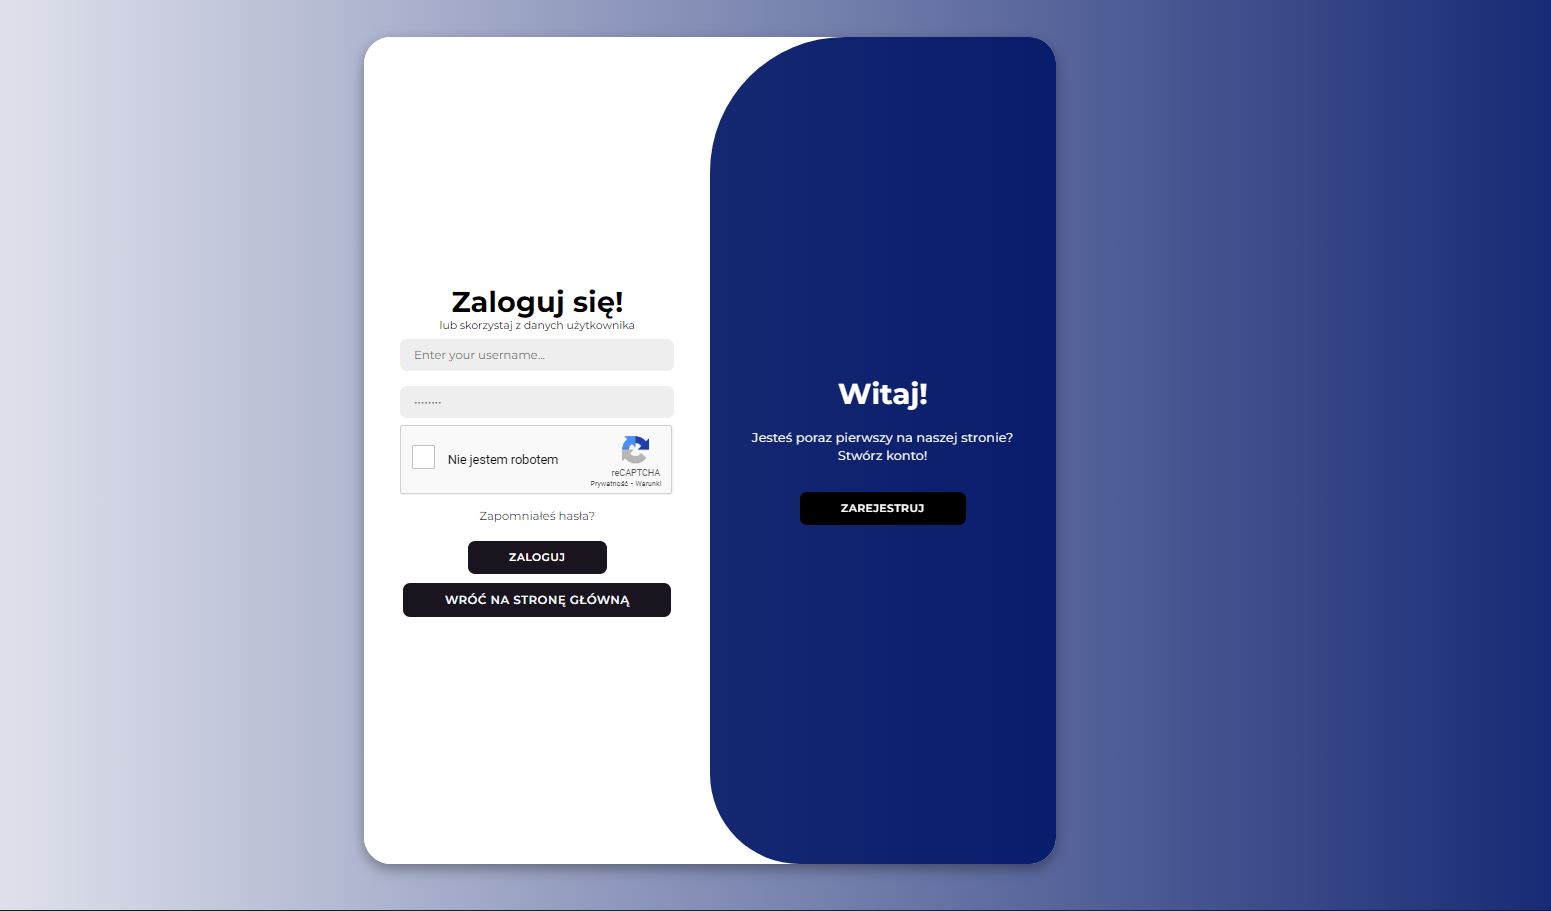 Zaloguj się!
lub skorzystaj z danych użytkownika
Enter your username...
········
Nie jestem robotem
reCAPTCHA
Prywatność - Warunki
Zapomniałeś hasła?
ZALOGUJ
WRÓĆ NA STRONĘ GŁÓWNĄ
Witaj!
Jesteś poraz pierwszy na naszej stronie?
Stwórz konto!
ZAREJESTRUJ